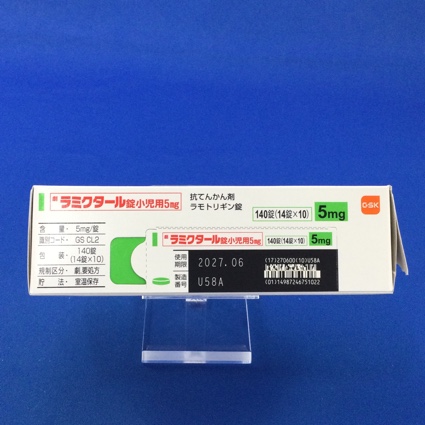 劇 ラミクタール錠小児用5mg
抗てんかん剤
ラモトリギン錠
140錠(14錠×10) 5mg
GSK
含量・5mg/錠
識別コード・GS CL2
包装・140錠
(14錠×10)
規制区分・劇,要処方
貯法・室温保存
劇 ラミクタール錠小児用5mg 140錠(14錠×10) 5mg
使用
期限 2027.06
製造
番号 U58A
(17)270600(10)U58A
(01)14987246751022